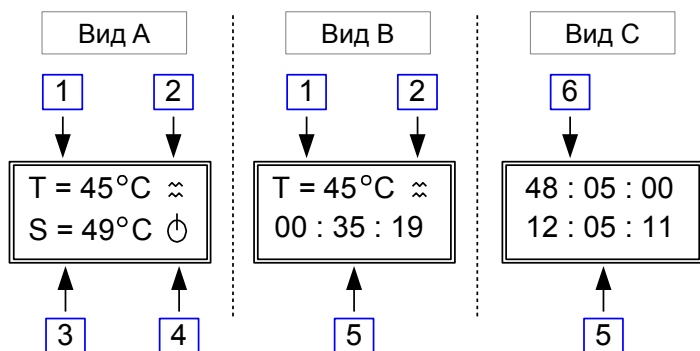 Вид А
Вид В
Вид С
1
2
1
2
6
T = 45°C
S = 49°C
T = 45°C
00 : 35 : 19
48 : 05 : 00
12 : 05 : 11
3
4
5
5